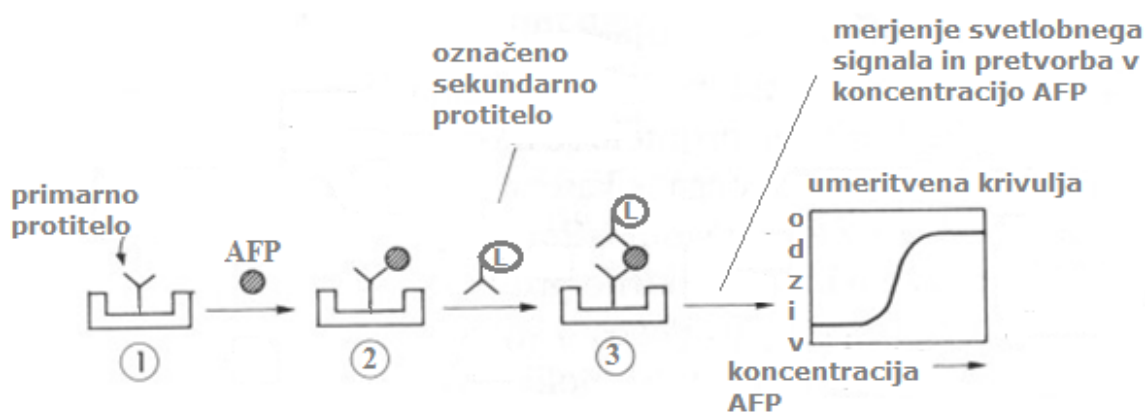 merjenje svetlobnega
signala in pretvorba v
koncentracijo AFP
označeno
sekundarno
protitelo
primarno
protitelo
AFP
L
L
1
2
3
umeritvena krivulja
o
d
z
i
v
koncentracija
AFP